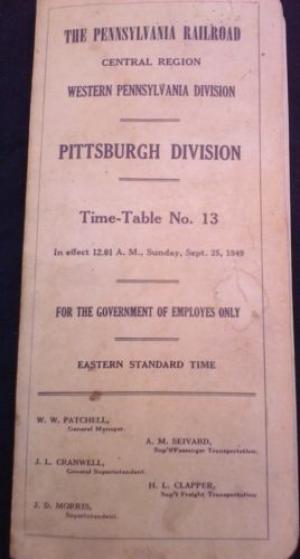 THE PENNSYLVANIA RAILROAD
CENTRAL REGION
WESTERN PENNSYLVANIA DIVISION
PITTSBURGH DIVISION
Time-Table No. 13
In effect 12.01 A. M., Sunday, Sept. 25, 1949
FOR THE GOVERNMENT OF EMPLOYES ONLY
EASTERN STANDARD TIME
W. W. PATCHELL,
General Manager.
A. M. SEIVARD,
Sup't Passenger Transportation.
J. L. CRANWELL,
General Superintendent.
H. L. CLAPPER,
Sup't Freight Transportation
J. D. MORRIS,
Superintendent.